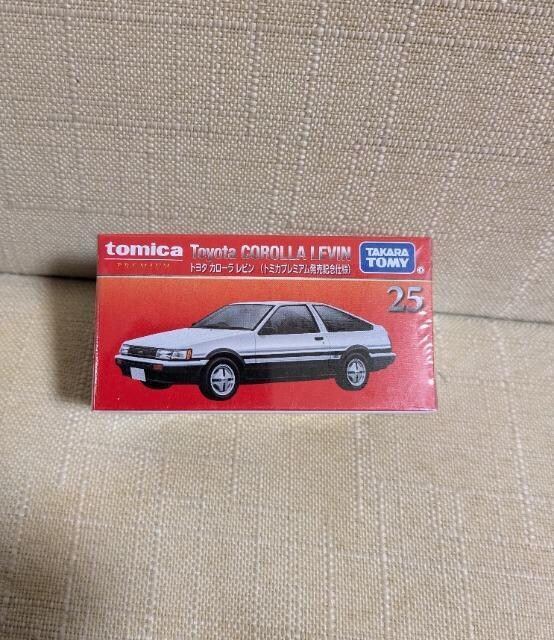 tomica
PREMIUM
Toyota COROLLA LEVIN
トヨタ カローラ レビン (トミカプレミアム発売記念仕様)
TAKARA
TOMY
25